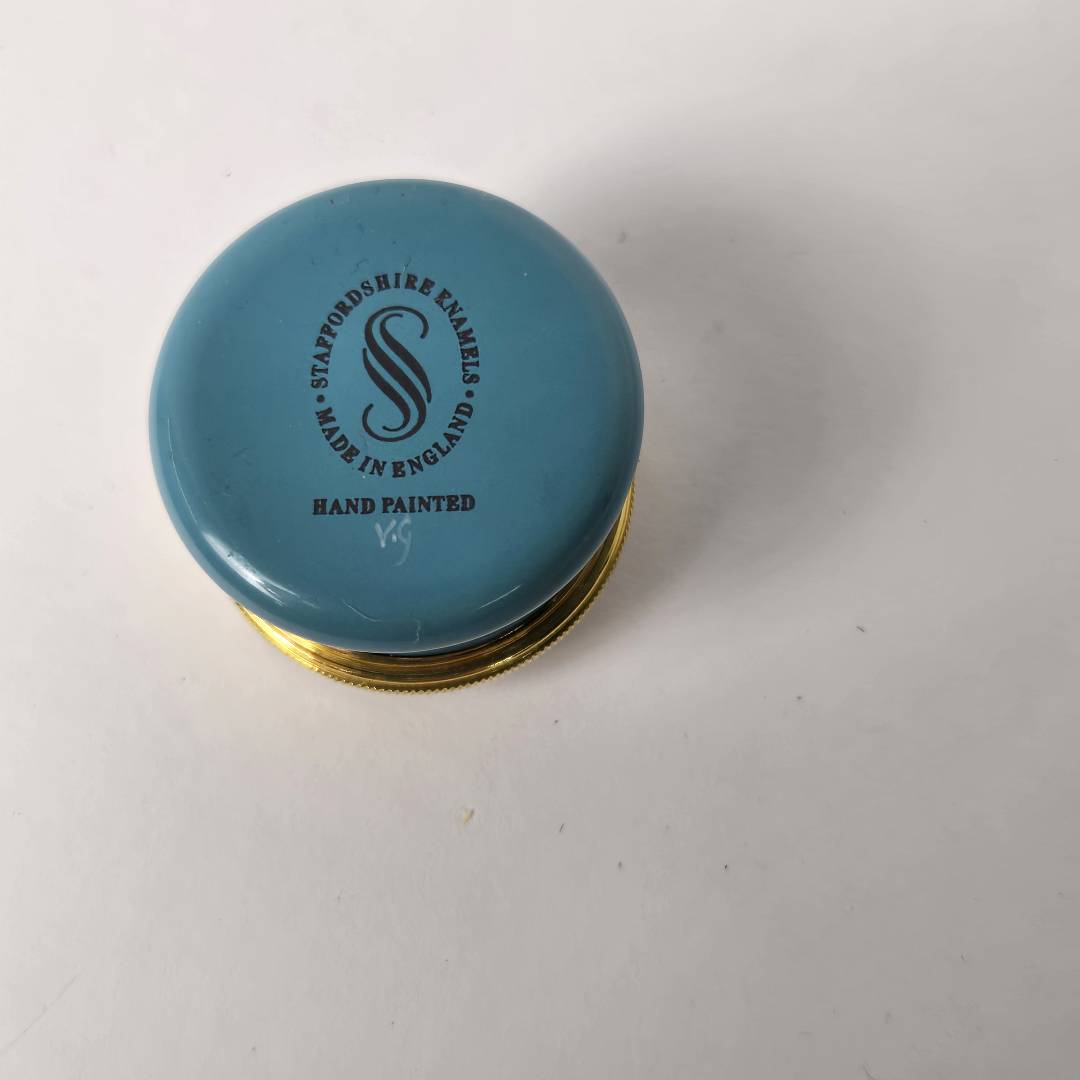 • STAFFORDSHIRE ENAMELS •
MADE IN ENGLAND
SS
HAND PAINTED
V.G